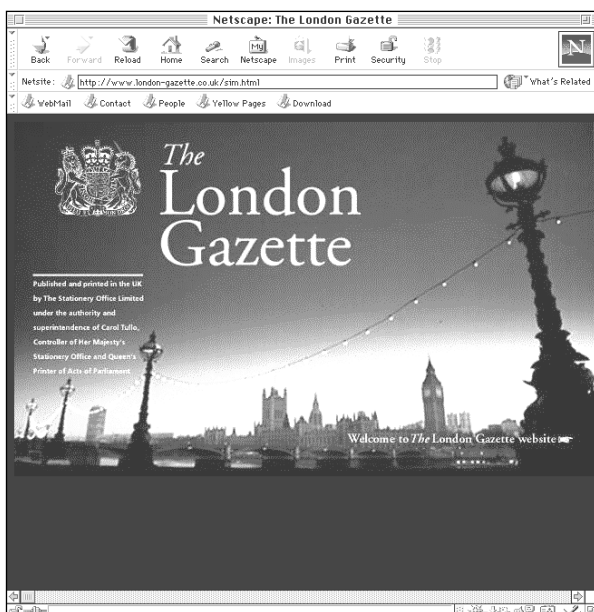 Netscape: The London Gazette
Back Forward Reload Home Search Netscape Images Print Security Stop
Netsite: http://www.london-gazette.co.uk/sim.html What's Related
WebMail Contact People Yellow Pages Download
The
London
Gazette
Published and printed in the UK
by The Stationery Office Limited
under the authority and
superintendence of Carol Tullo,
Controller of Her Majesty's
Stationery Office and Queen's
Printer of Acts of Parliament
Welcome to The London Gazette website